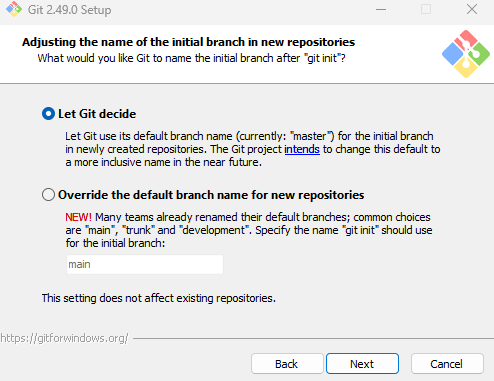 Git 2.49.0 Setup
Adjusting the name of the initial branch in new repositories
What would you like Git to name the initial branch after "git init"?
Let Git decide
Let Git use its default branch name (currently: "master") for the initial branch
in newly created repositories. The Git project intends to change this default to
a more inclusive name in the near future.
Override the default branch name for new repositories
NEW! Many teams already renamed their default branches; common choices
are "main", "trunk" and "development". Specify the name "git init" should use
for the initial branch:
main
This setting does not affect existing repositories.
https://gitforwindows.org/
Back
Next
Cancel